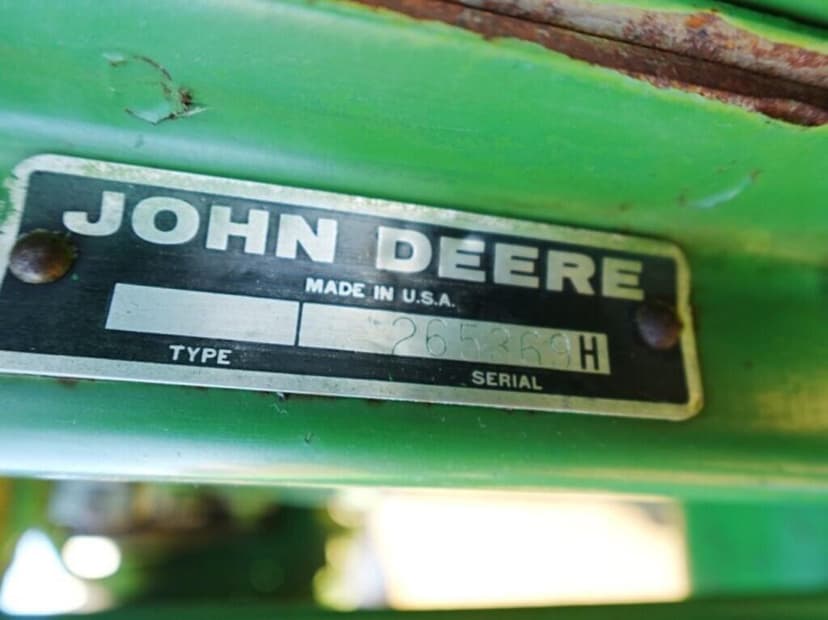 JOHN DEERE
MADE IN U.S.A.
265369H
TYPE SERIAL